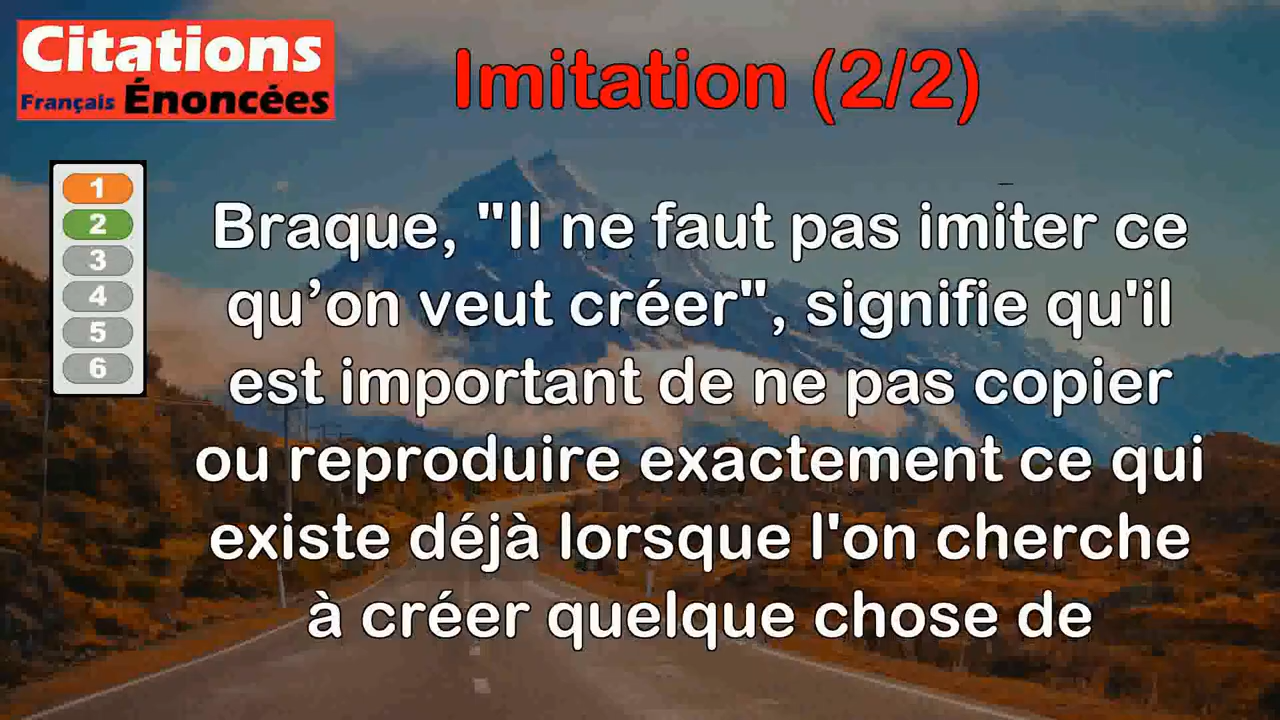 Citations
Français Énoncées
Imitation (2/2)
1
2
3
4
5
6
Braque, "Il ne faut pas imiter ce
qu’on veut créer", signifie qu'il
est important de ne pas copier
ou reproduire exactement ce qui
existe déjà lorsque l'on cherche
à créer quelque chose de